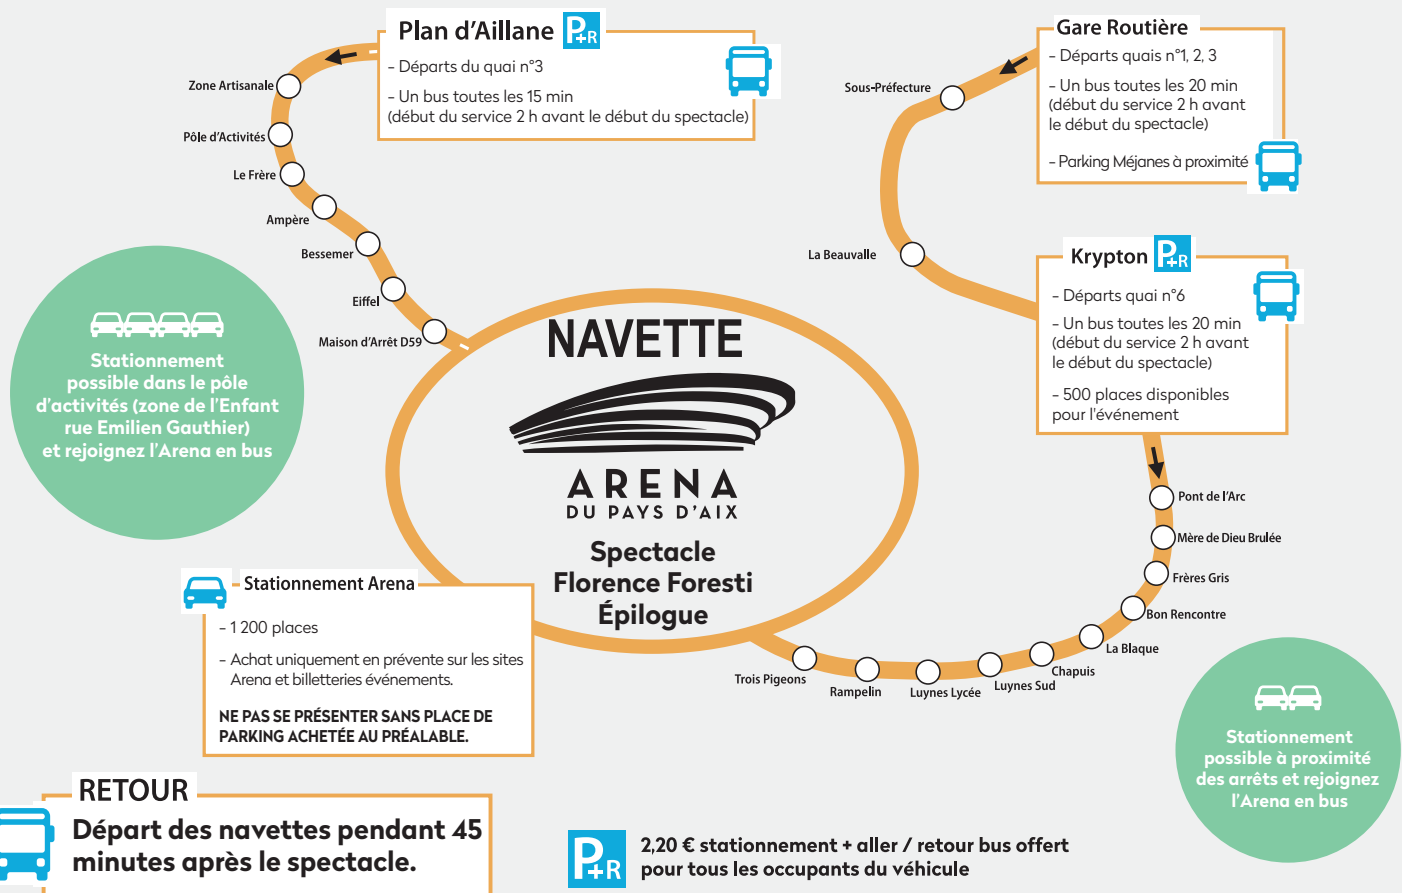 Plan d'Aillane P+R
- Départs du quai n°3
- Un bus toutes les 15 min
(début du service 2 h avant le début du spectacle)
Zone Artisanale
Pôle d'Activités
Le Frère
Ampère
Bessemer
Eiffel
Maison d'Arrêt D59
Gare Routière
- Départs quais n°1, 2, 3
- Un bus toutes les 20 min
(début du service 2 h avant
le début du spectacle)
- Parking Méjanes à proximité
Sous-Préfecture
La Beauvalle
Krypton P+R
- Départs quai n°6
- Un bus toutes les 20 min
(début du service 2 h avant
le début du spectacle)
- 500 places disponibles
pour l'événement
Pont de l'Arc
Mère de Dieu Brulée
Frères Gris
Bon Rencontre
La Blaque
Chapuis
Luynes Sud
Luynes Lycée
Rampelin
Trois Pigeons
NAVETTE
ARENA
DU PAYS D'AIX
Spectacle
Florence Foresti
Épilogue
Stationnement
possible dans le pôle
d'activités (zone de l'Enfant
rue Emilien Gauthier)
et rejoignez l'Arena en bus
Stationnement Arena
- 1 200 places
- Achat uniquement en prévente sur les sites
Arena et billetteries événements.
NE PAS SE PRÉSENTER SANS PLACE DE
PARKING ACHETÉE AU PRÉALABLE.
Stationnement
possible à proximité
des arrêts et rejoignez
l'Arena en bus
RETOUR
Départ des navettes pendant 45
minutes après le spectacle.
P+R
2,20 € stationnement + aller / retour bus offert
pour tous les occupants du véhicule